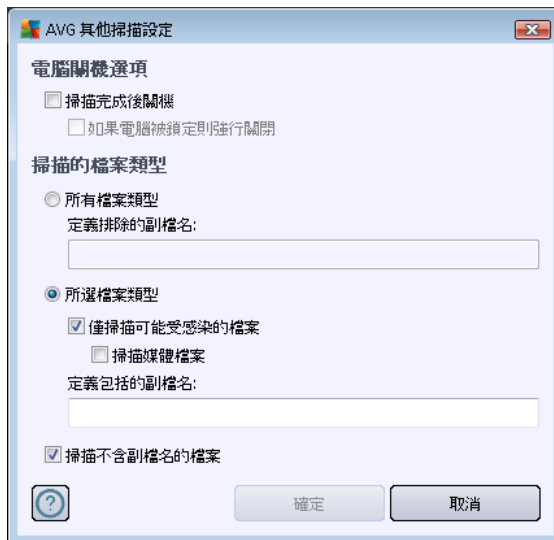 AVG 其他掃描設定
電腦關機選項
掃描完成後關機
如果電腦被鎖定則強行關閉
掃描的檔案類型
所有檔案類型
定義排除的副檔名:
所選檔案類型
僅掃描可能受感染的檔案
掃描媒體檔案
定義包括的副檔名:
掃描不含副檔名的檔案
?
確定
取消